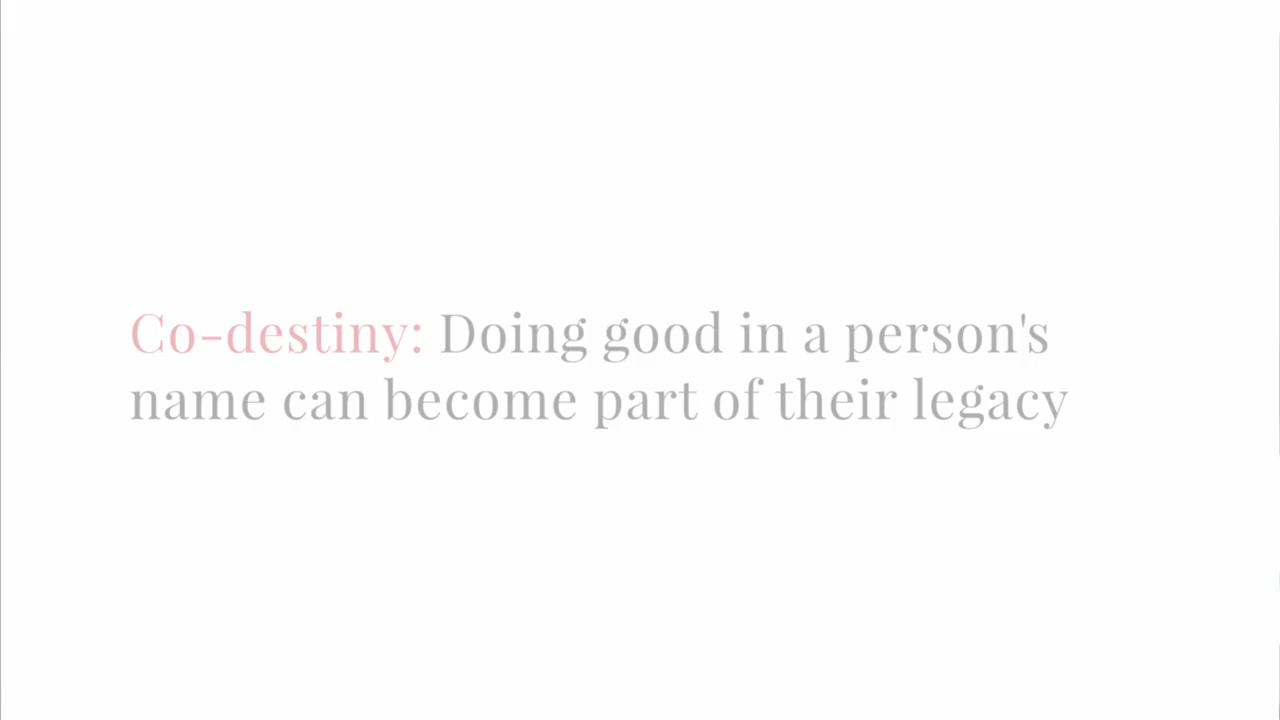 Co-destiny: Doing good in a person's
name can become part of their legacy